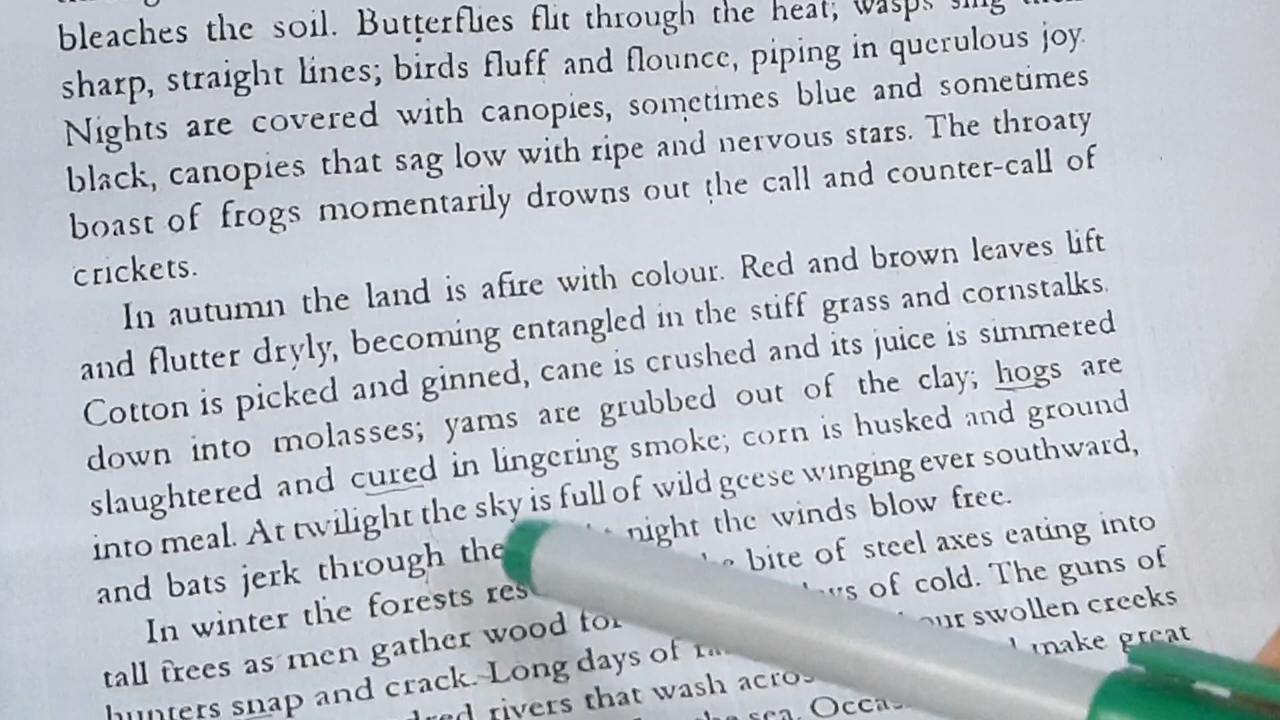 bleaches the soil. Butterflies flit through the heat; wasps sing
sharp, straight lines; birds fluff and flounce, piping in querulous joy.
Nights are covered with canopies, sometimes blue and sometimes
black, canopies that sag low with ripe and nervous stars. The throaty
boast of frogs momentarily drowns out the call and counter-call of
crickets.
In autumn the land is afire with colour. Red and brown leaves lift
and flutter dryly, becoming entangled in the stiff grass and cornstalks.
Cotton is picked and ginned, cane is crushed and its juice is simmered
down into molasses; yams are grubbed out of the clay; hogs are
slaughtered and cured in lingering smoke; corn is husked and ground
into meal. At twilight the sky is full of wild geese winging ever southward,
and bats jerk through the night the winds blow free.
In winter the forests bite of steel axes eating into
tall trees as men gather wood of cold. The guns of
hunters snap and crack. Long days of swollen creeks
rivers that wash make great
sea.